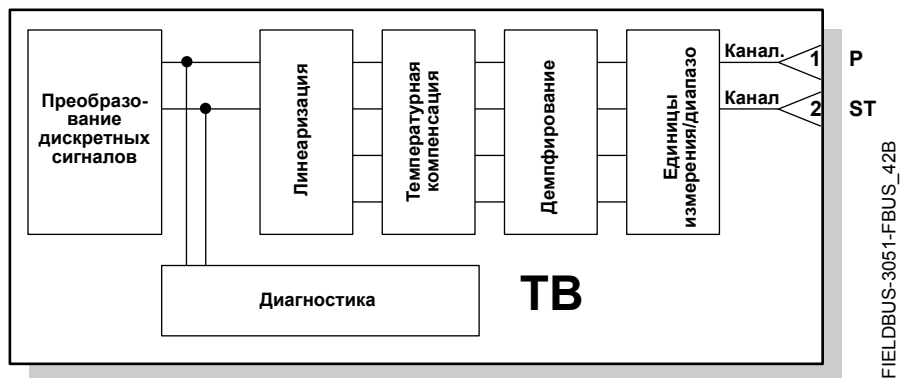 Преобразо-
вание
дискретных
сигналов
Линеаризация
Температурная
компенсация
Демпфирование
Единицы
измерения/диапазо
Канал.
1
P
Канал
2
ST
Диагностика
TB
FIELDBUS-3051-FBUS_42B